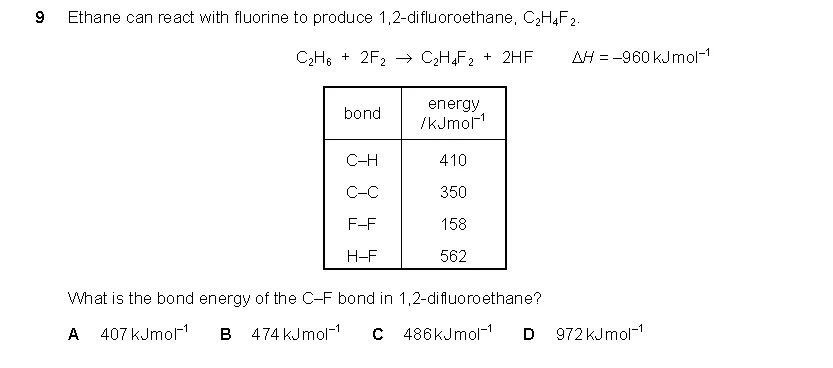 9 Ethane can react with fluorine to produce 1,2-difluoroethane, C₂H₄F₂.
C₂H₆ + 2F₂ → C₂H₄F₂ + 2HF ΔH = –960 kJ mol⁻¹
bond energy /kJ mol⁻¹
C–H 410
C–C 350
F–F 158
H–F 562
What is the bond energy of the C–F bond in 1,2-difluoroethane?
A 407 kJ mol⁻¹ B 474 kJ mol⁻¹ C 486 kJ mol⁻¹ D 972 kJ mol⁻¹